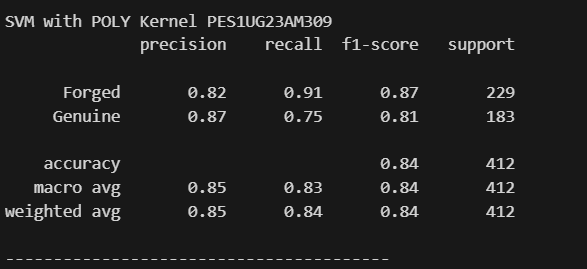 SVM with POLY Kernel PES1UG23AM309
precision recall f1-score support
Forged 0.82 0.91 0.87 229
Genuine 0.87 0.75 0.81 183
accuracy 0.84 412
macro avg 0.85 0.83 0.84 412
weighted avg 0.85 0.84 0.84 412
----------------------------------------